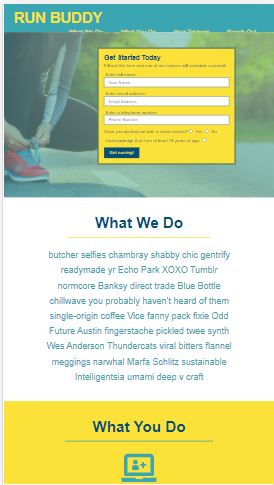 RUN BUDDY
What We Do What You Do Your Trainers Reach Out
Get Started Today
Fill out this form and one of our trainers will schedule a consult.
Enter full name:
Your Name
Enter email address:
Email Address
Enter a telephone number:
Phone Number
Have you worked out with a trainer before? Yes No
I acknowledge that I am at least 18 years of age.
Get running!
What We Do
butcher selfies chambray shabby chic gentrify
readymade yr Echo Park XOXO Tumblr
normcore Banksy direct trade Blue Bottle
chillwave you probably haven't heard of them
single-origin coffee Vice fanny pack fixie Odd
Future Austin fingerstache pickled twee synth
Wes Anderson Thundercats viral bitters flannel
meggings narwhal Marfa Schlitz sustainable
Intelligentsia umami deep v craft
What You Do